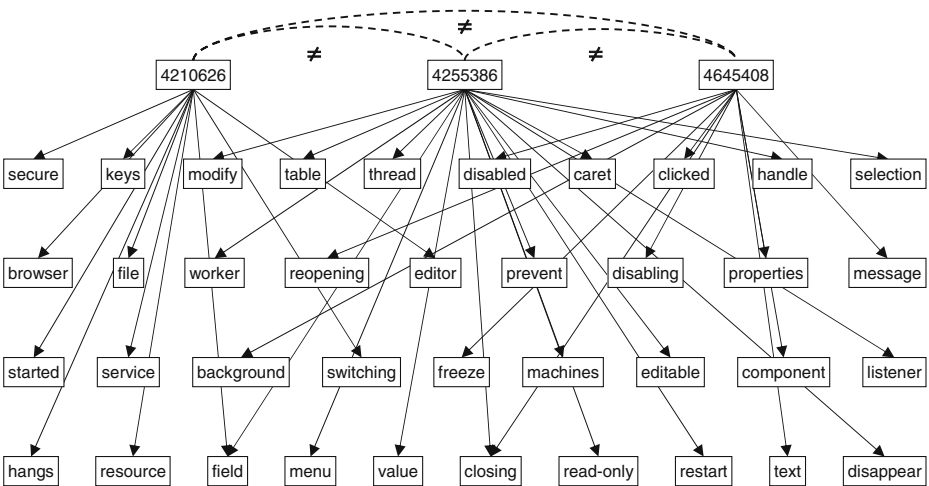 ≠
≠ ≠
4210626 4255386 4645408
secure keys modify table thread disabled caret clicked handle selection
browser file worker reopening editor prevent disabling properties message
started service background switching freeze machines editable component listener
hangs resource field menu value closing read-only restart text disappear